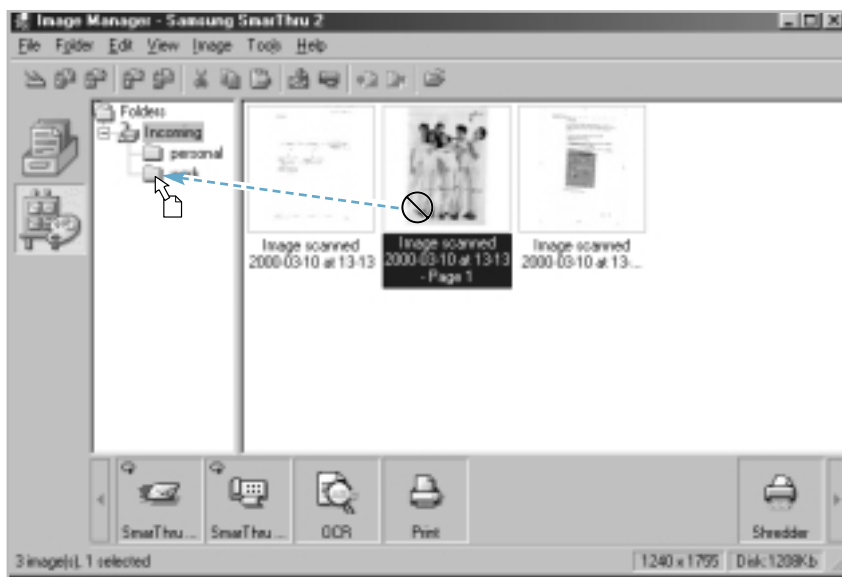 Image Manager - Samsung SmarThru 2
File Folder Edit View Image Tools Help
Folders
Incoming
personal
Image scanned
2000-03-10 at 13-13
Image scanned
2000-03-10 at 13-13
- Page 1
Image scanned
2000-03-10 at 13-...
SmarThru ...
SmarThru ...
OCR
Print
Shredder
3 image(s), 1 selected
1240 x 1795
Disk:1208Kb